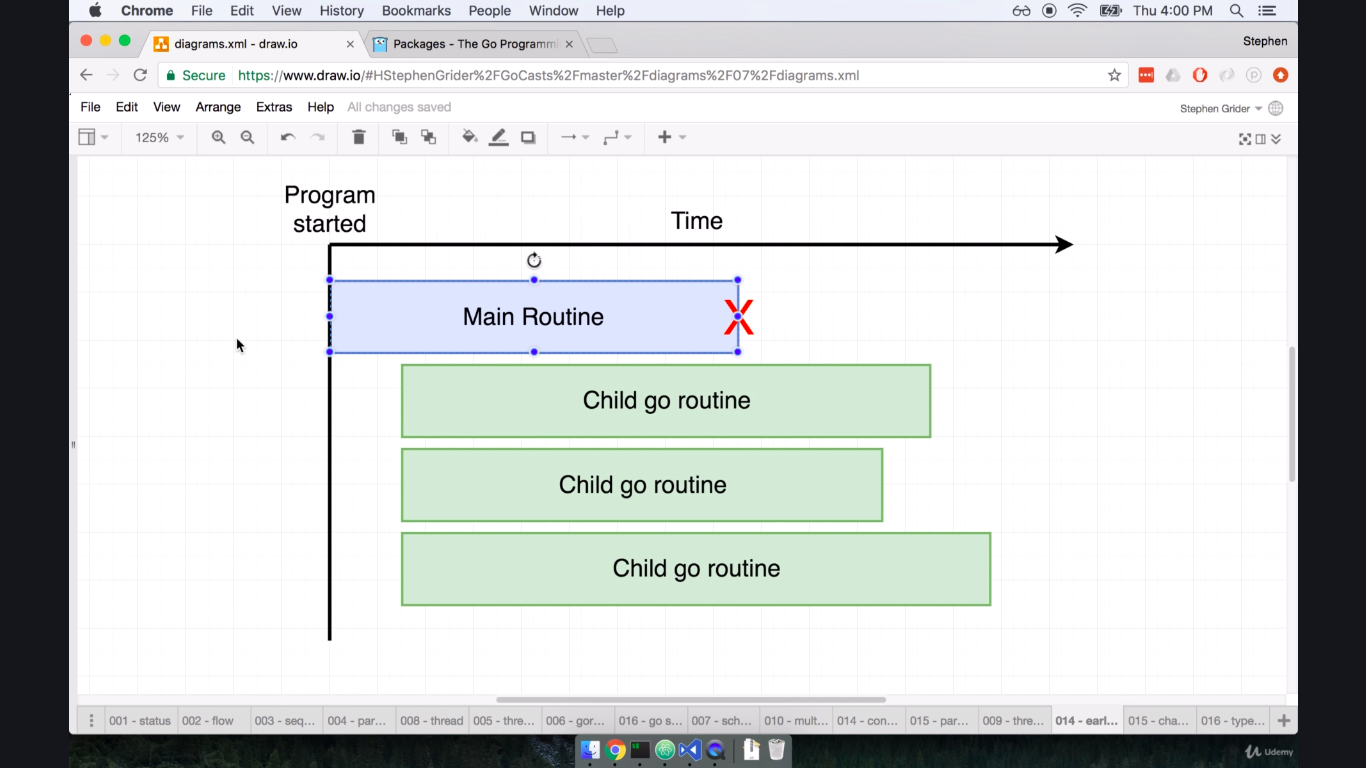 Chrome File Edit View History Bookmarks People Window Help Thu 4:00 PM
diagrams.xml - draw.io Packages - The Go Programmi Stephen
Secure https://www.draw.io/#HStephenGrider%2FGoCasts%2Fmaster%2Fdiagrams%2F07%2Fdiagrams.xml
File Edit View Arrange Extras Help All changes saved Stephen Grider
125%
Program
started
Time
Main Routine X
Child go routine
Child go routine
Child go routine
001 - status 002 - flow 003 - seq... 004 - par... 008 - thread 005 - thre... 006 - gor... 016 - go s... 007 - sch... 010 - mult... 014 - con... 015 - par... 009 - thre... 014 - earl... 015 - cha... 016 - type...
Udemy